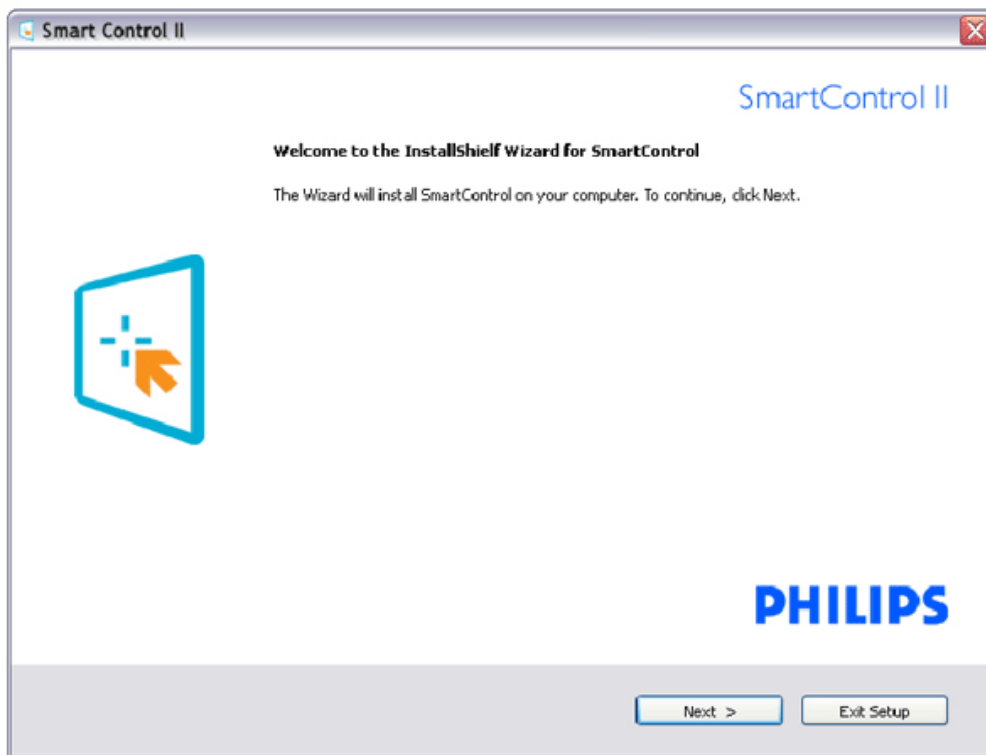 Smart Control II
SmartControl II
Welcome to the InstallShielf Wizard for SmartControl
The Wizard will install SmartControl on your computer. To continue, click Next.
PHILIPS
Next >
Exit Setup